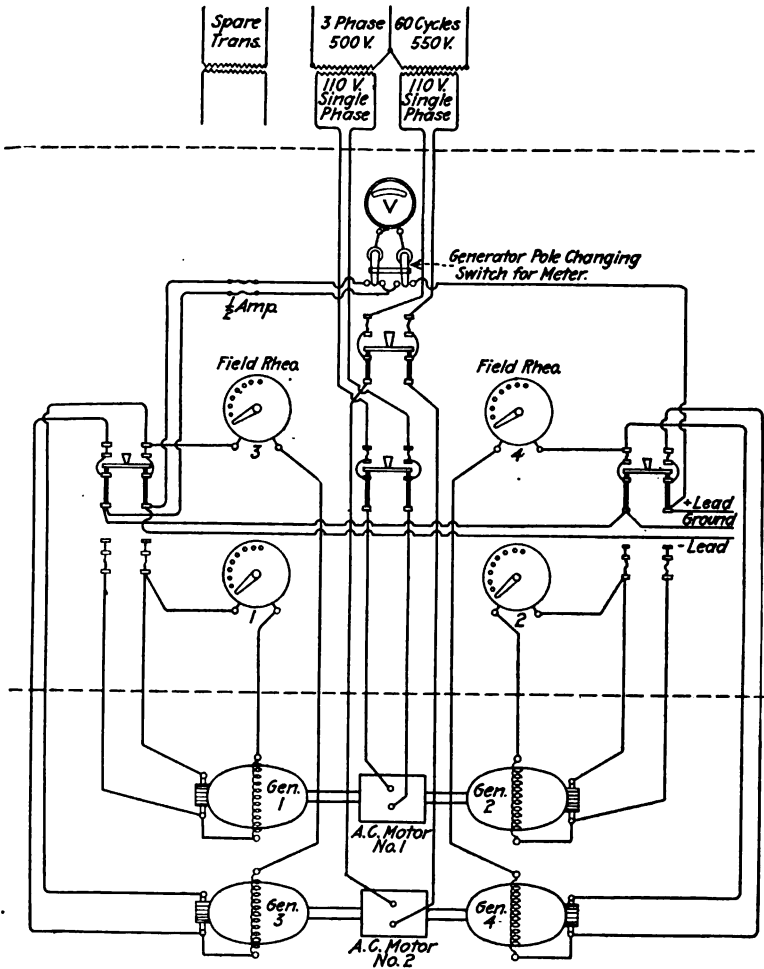 Spare
Trans.
3 Phase
500 V.
60 Cycles
550 V.
110 V.
Single
Phase
110 V.
Single
Phase
V
Generator Pole Changing
Switch for Meter.
½ Amp.
Field Rheo.
3
Field Rheo.
4
+ Lead
Ground
- Lead
1
2
Gen.
1
A.C. Motor
No. 1
Gen.
2
Gen.
3
A.C. Motor
No. 2
Gen.
4